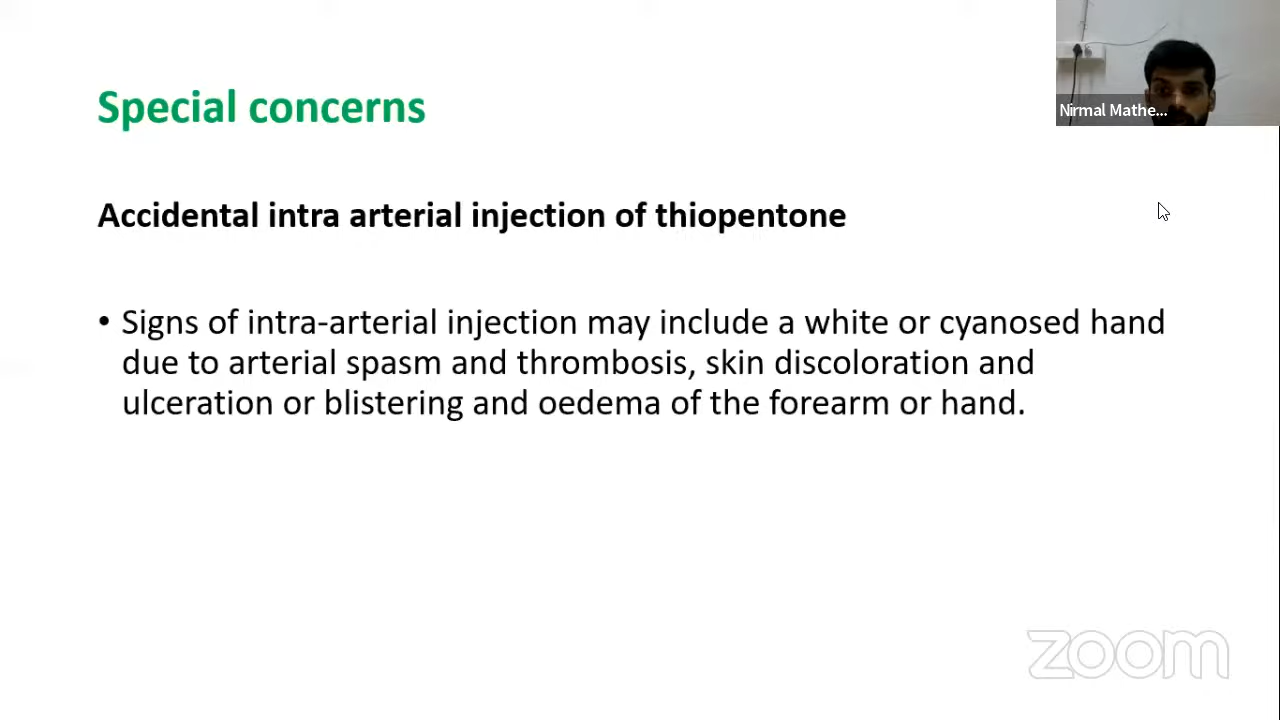 Special concerns
Nirmal Mathe...
Accidental intra arterial injection of thiopentone
• Signs of intra-arterial injection may include a white or cyanosed hand
due to arterial spasm and thrombosis, skin discoloration and
ulceration or blistering and oedema of the forearm or hand.
zoom